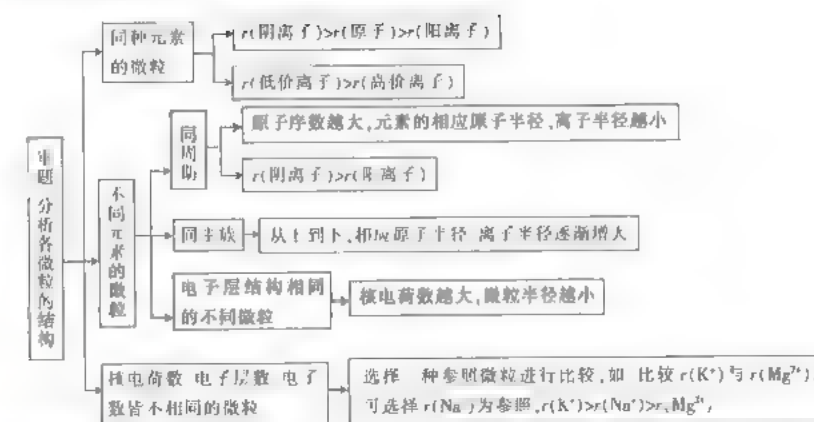 同种元素
的微粒
r(阴离子)>r(原子)>r(阳离子)
r(低价离子)>r(高价离子)
审题 分析各微粒的结构
不同元素的微粒
同周期
原子序数越大,元素的相应原子半径、离子半径越小
r(阴离子)>r(阳离子)
同主族
从上到下,相应原子半径 离子半径逐渐增大
电子层结构相同
的不同微粒
核电荷数越大,微粒半径越小
核电荷数 电子层数 电子
数皆不相同的微粒
选择 种参照微粒进行比较,如 比较r(K⁺)与r(Mg²⁺)
可选择r(Na )为参照,r(K⁺)>r(Na⁺)>r(Mg²⁺)